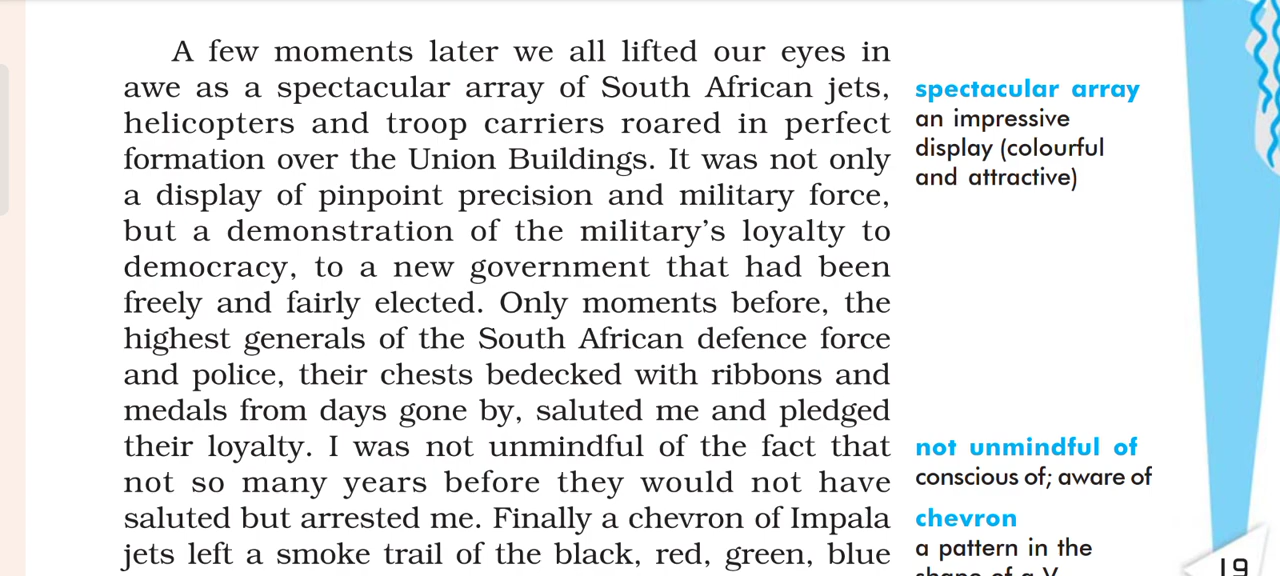 A few moments later we all lifted our eyes in
awe as a spectacular array of South African jets,
helicopters and troop carriers roared in perfect
formation over the Union Buildings. It was not only
a display of pinpoint precision and military force,
but a demonstration of the military's loyalty to
democracy, to a new government that had been
freely and fairly elected. Only moments before, the
highest generals of the South African defence force
and police, their chests bedecked with ribbons and
medals from days gone by, saluted me and pledged
their loyalty. I was not unmindful of the fact that
not so many years before they would not have
saluted but arrested me. Finally a chevron of Impala
jets left a smoke trail of the black, red, green, blue
spectacular array
an impressive
display (colourful
and attractive)
not unmindful of
conscious of; aware of
chevron
a pattern in the
shape of a V
19